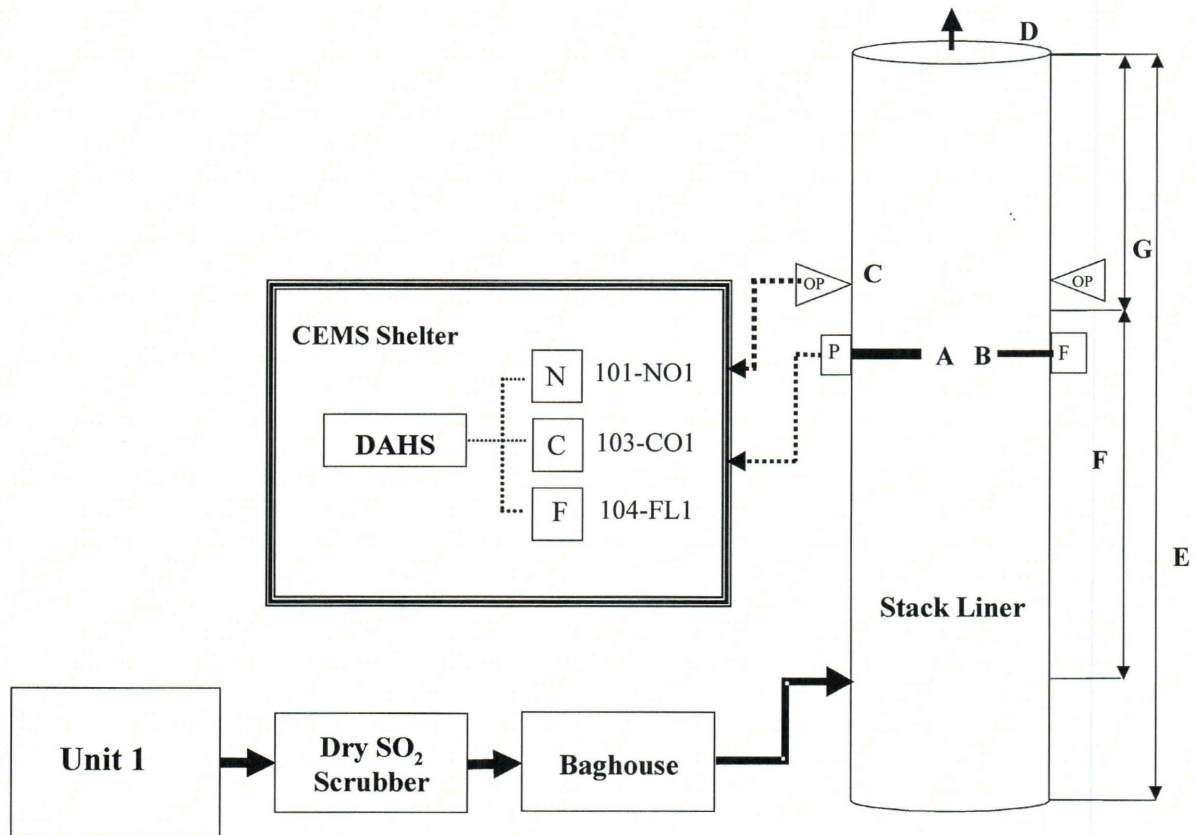 D
G
OP
C
OP
CEMS Shelter
P
A
B
F
N
101-NO1
DAHS
C
103-CO1
F
F
104-FL1
E
Stack Liner
Unit 1
Dry SO₂
Scrubber
Baghouse